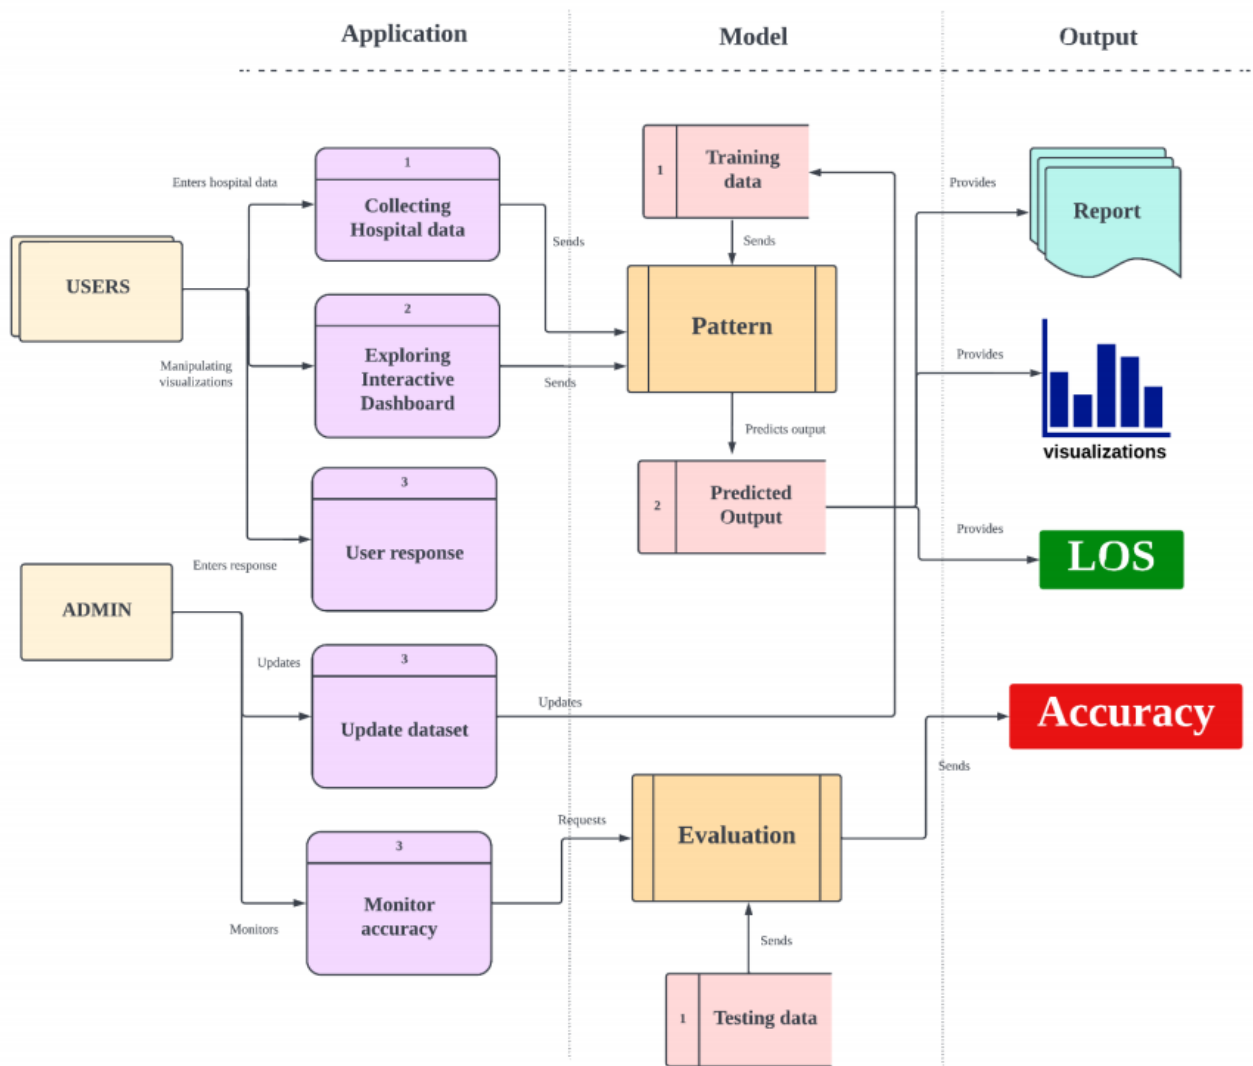 Application
Model
Output
1
Collecting
Hospital data
Enters hospital data
USERS
Manipulating
visualizations
2
Exploring
Interactive
Dashboard
3
User response
Enters response
ADMIN
Updates
3
Update dataset
Updates
Monitors
3
Monitor
accuracy
Requests
Sends
Sends
1
Training
data
Sends
Pattern
Predicts output
2
Predicted
Output
Evaluation
Sends
1
Testing data
Provides
Report
Provides
visualizations
Provides
LOS
Accuracy
Sends